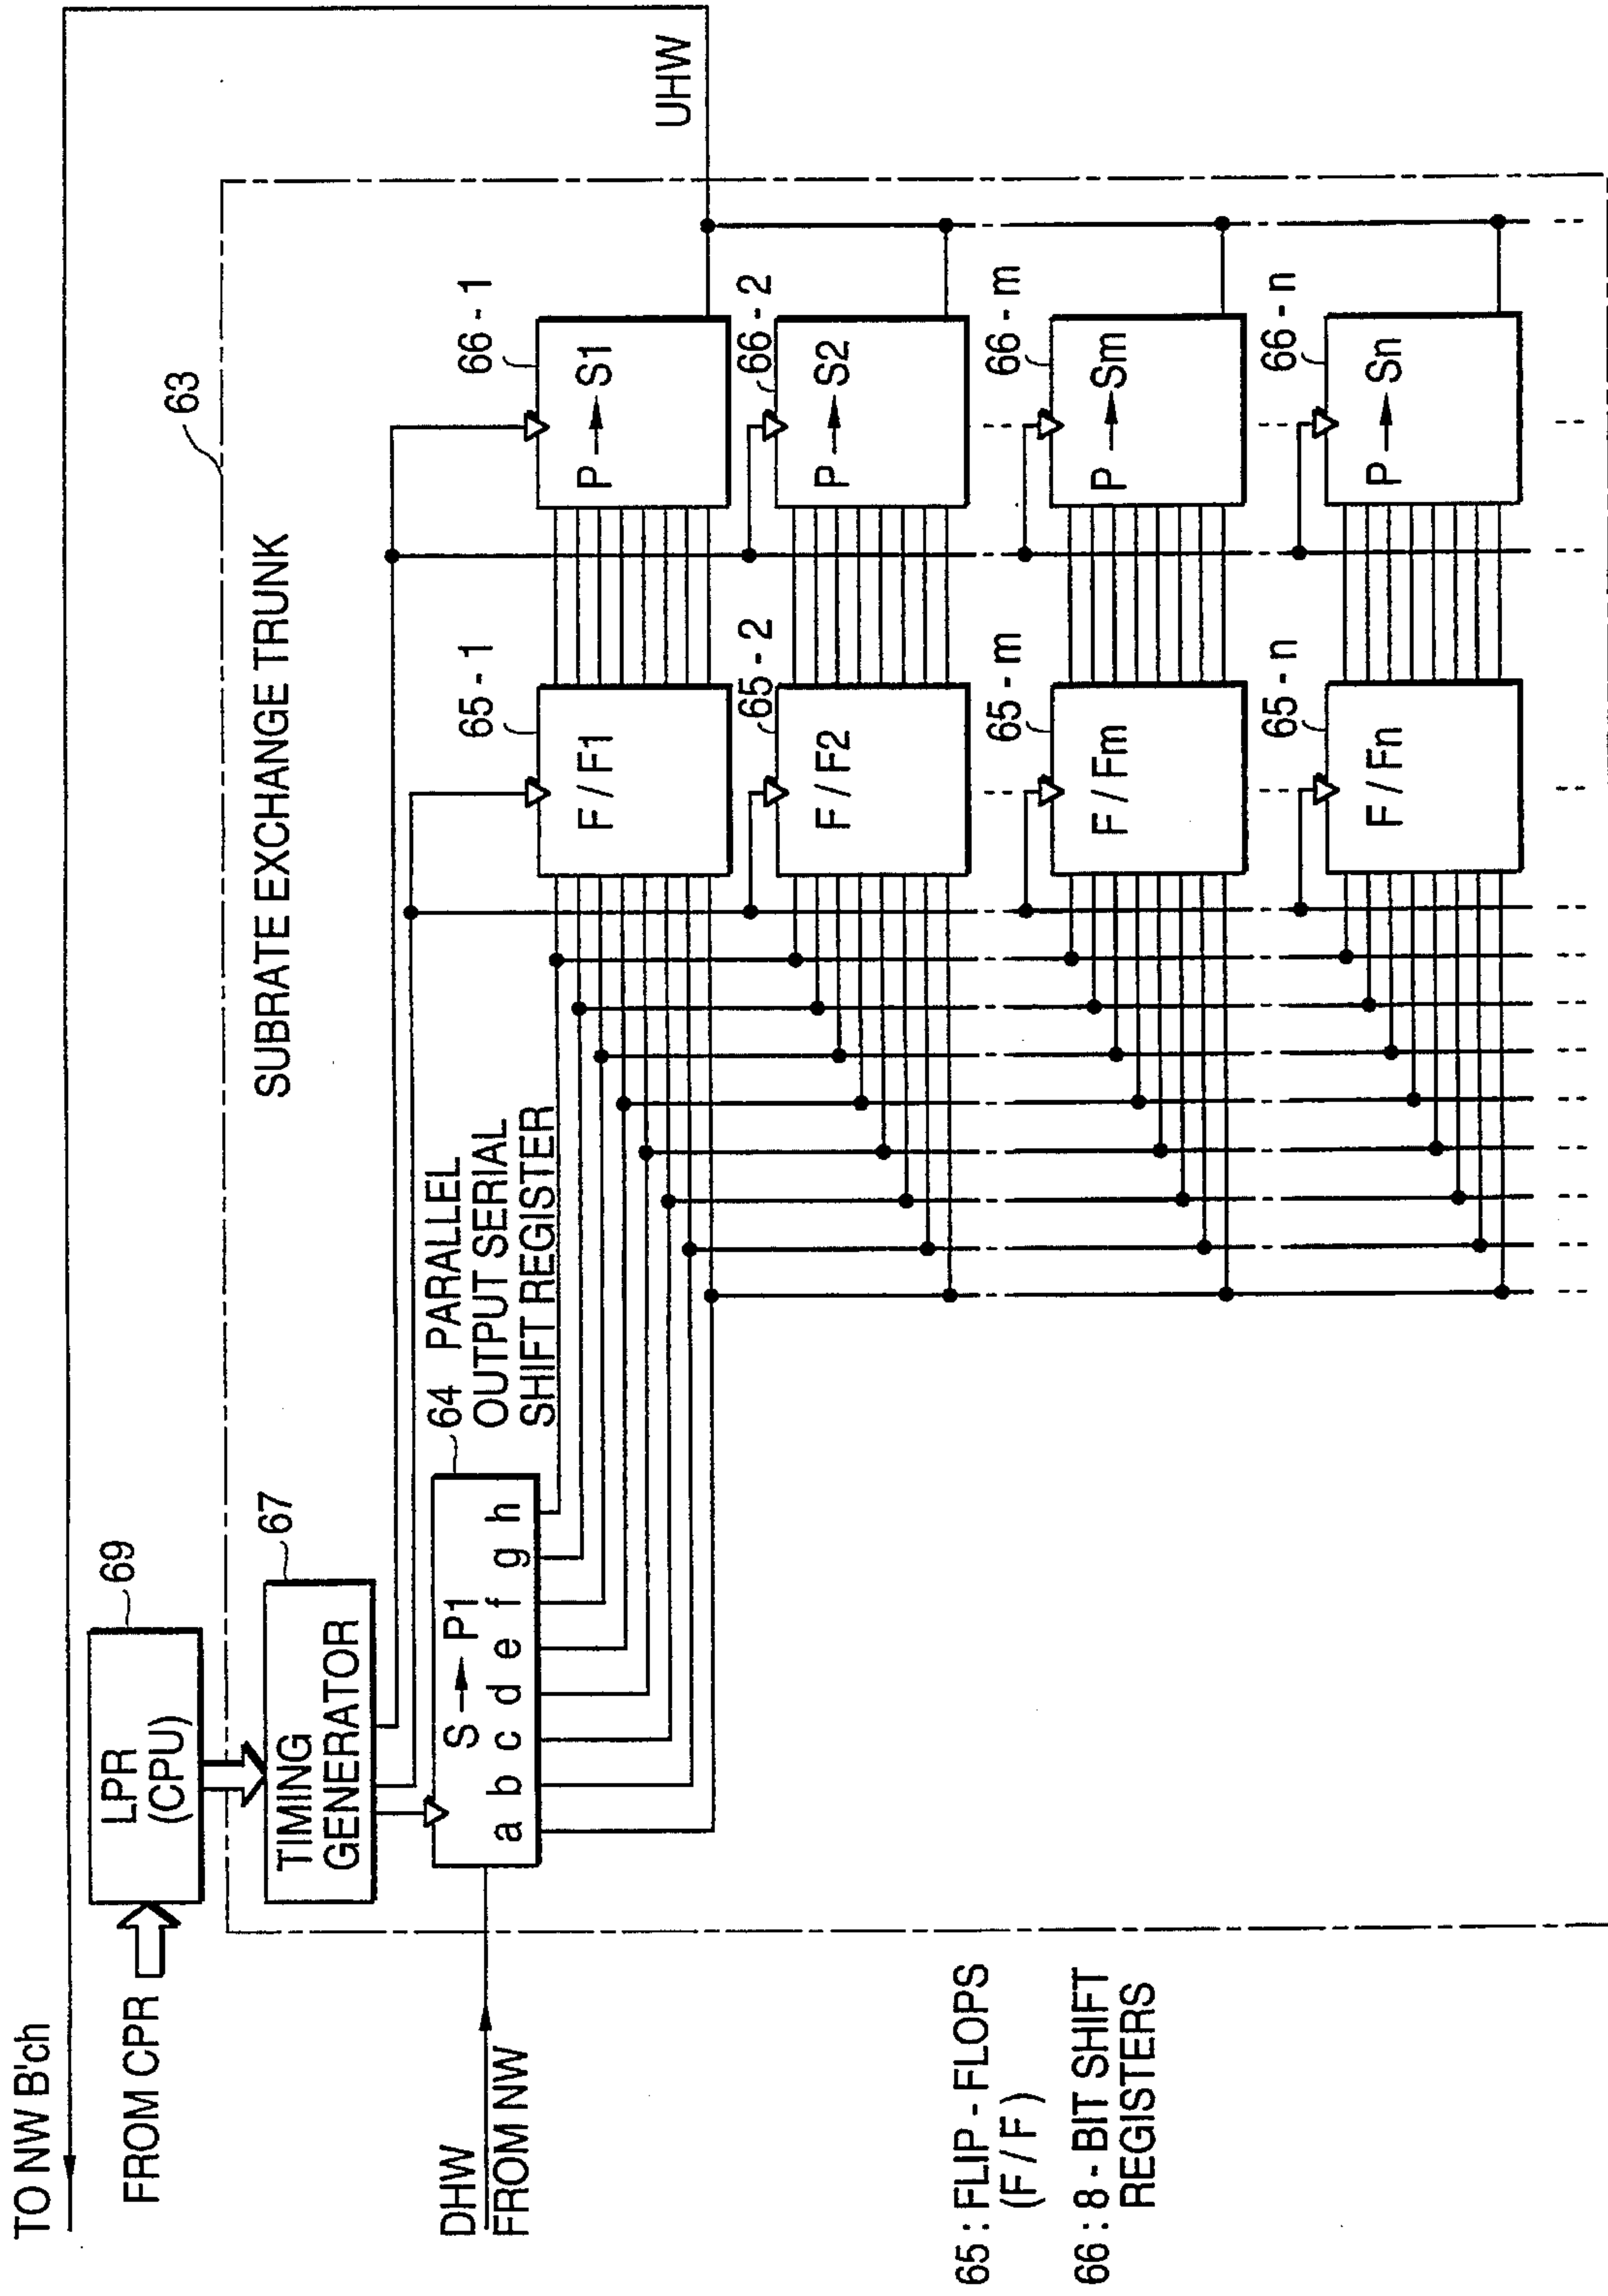 TO NW B'ch
FROM CPR
LPR
(CPU)
69
63
UHW
SUBRATE EXCHANGE TRUNK
TIMING
GENERATOR
67
DHW
FROM NW
S P1
a b c d e f g h
64 PARALLEL
OUTPUT SERIAL
SHIFT REGISTER
F/F1
65-1
P S1
66-1
F/F2
65-2
P S2
66-2
F/Fm
65-m
P Sm
66-m
F/Fn
65-n
P Sn
66-n
65 : FLIP-FLOPS
(F/F)
66 : 8-BIT SHIFT
REGISTERS